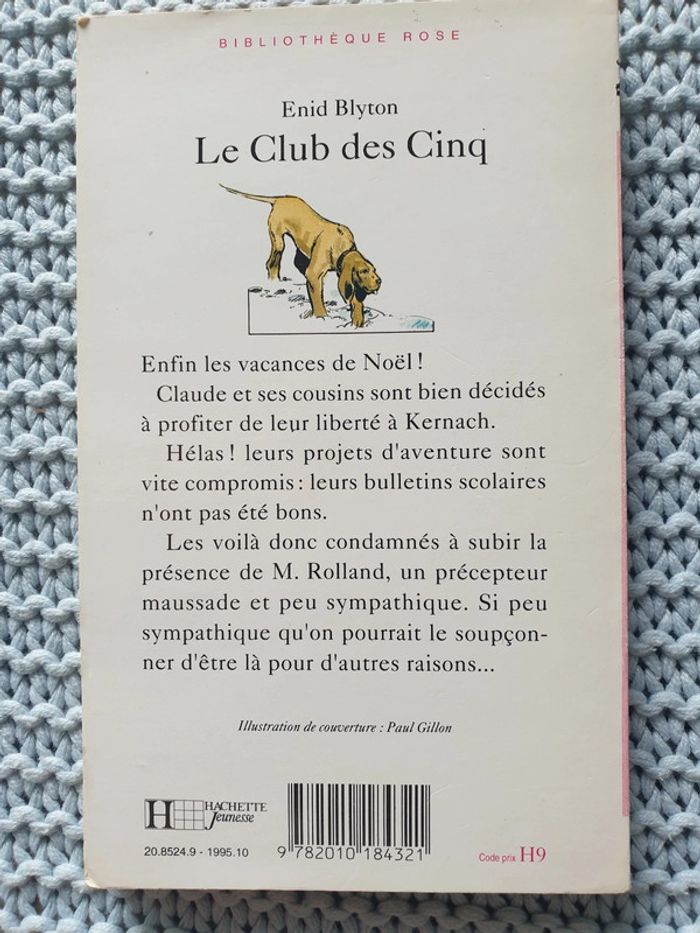 BIBLIOTHÈQUE ROSE
Enid Blyton
Le Club des Cinq
Enfin les vacances de Noël !
Claude et ses cousins sont bien décidés
à profiter de leur liberté à Kernach.
Hélas ! leurs projets d'aventure sont
vite compromis : leurs bulletins scolaires
n'ont pas été bons.
Les voilà donc condamnés à subir la
présence de M. Rolland, un précepteur
maussade et peu sympathique. Si peu
sympathique qu'on pourrait le soupçon-
ner d'être là pour d'autres raisons...
Illustration de couverture : Paul Gillon
H HACHETTE
Jeunesse
20.8524.9 - 1995.10
9 782010 184321
Code prix H9